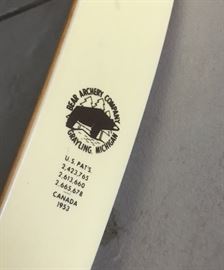 BEAR ARCHERY COMPANY
GRAYLING, MICHIGAN
U.S. PAT'S.
2,423,765
2,613,660
2,665,678
CANADA
1953